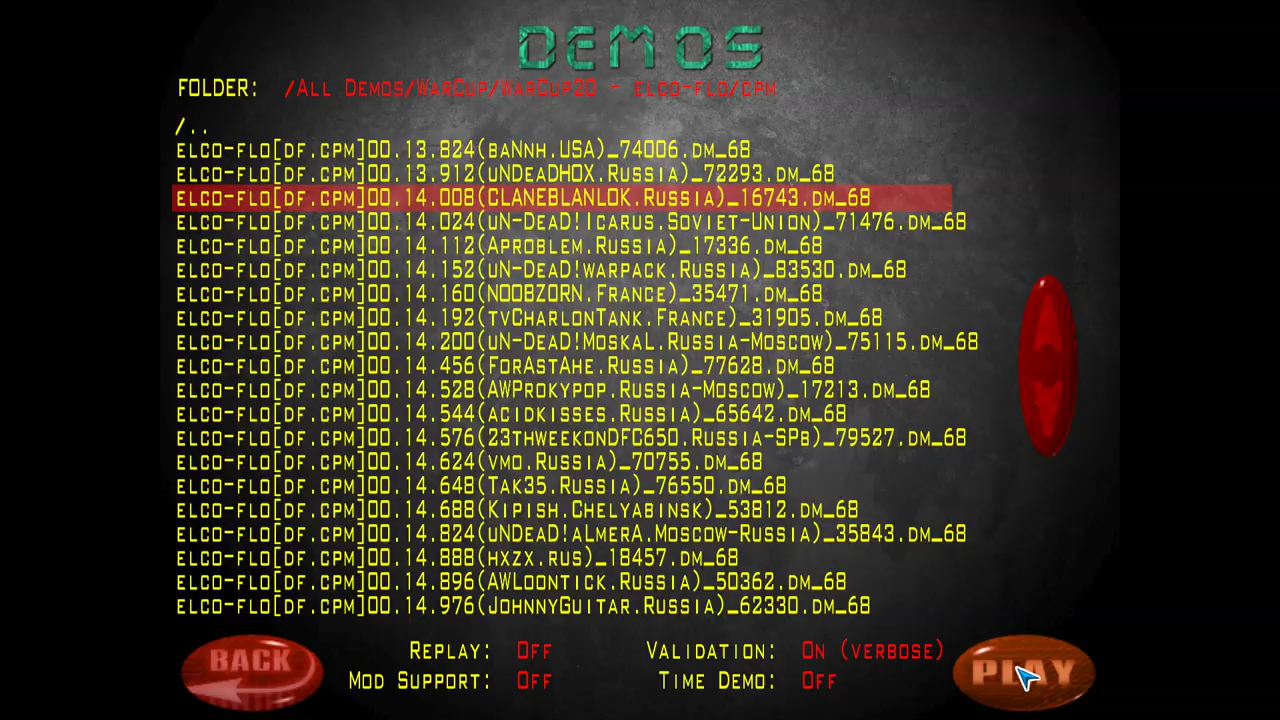 DEMOS
FOLDER: /All Demos/WarCup/WarCup20 - elco-flo/cpm
/..
elco-flo[df.cpm]00.13.824(baNnh.USA)_74006.dm_68
elco-flo[df.cpm]00.13.912(uNDeaDHOX.Russia)_72293.dm_68
elco-flo[df.cpm]00.14.008(CLANEBLANLOK.Russia)_16743.dm_68
elco-flo[df.cpm]00.14.024(uN-DeaD!Icarus.Soviet-Union)_71476.dm_68
elco-flo[df.cpm]00.14.112(Aproblem.Russia)_17336.dm_68
elco-flo[df.cpm]00.14.152(uN-DeaD!warpack.Russia)_83530.dm_68
elco-flo[df.cpm]00.14.160(NOOBZORN.France)_35471.dm_68
elco-flo[df.cpm]00.14.192(tvCharlonTank.France)_31905.dm_68
elco-flo[df.cpm]00.14.200(uN-DeaD!MoskaL.Russia-Moscow)_75115.dm_68
elco-flo[df.cpm]00.14.456(ForAstAhe.Russia)_77628.dm_68
elco-flo[df.cpm]00.14.528(AWProkypop.Russia-Moscow)_17213.dm_68
elco-flo[df.cpm]00.14.544(acidkisses.Russia)_65642.dm_68
elco-flo[df.cpm]00.14.576(23thweekonDFC650.Russia-SPb)_79527.dm_68
elco-flo[df.cpm]00.14.624(vmo.Russia)_70755.dm_68
elco-flo[df.cpm]00.14.648(Tak35.Russia)_76550.dm_68
elco-flo[df.cpm]00.14.688(Kipish.Chelyabinsk)_53812.dm_68
elco-flo[df.cpm]00.14.824(uNDeaD!aLmeRA.Moscow-Russia)_35843.dm_68
elco-flo[df.cpm]00.14.888(hxzx.rus)_18457.dm_68
elco-flo[df.cpm]00.14.896(AWLoontick.Russia)_50362.dm_68
elco-flo[df.cpm]00.14.976(JohnnyGuitar.Russia)_62330.dm_68
Replay: Off
Validation: On (verbose)
Mod Support: Off
Time Demo: Off
BACK
PLAY